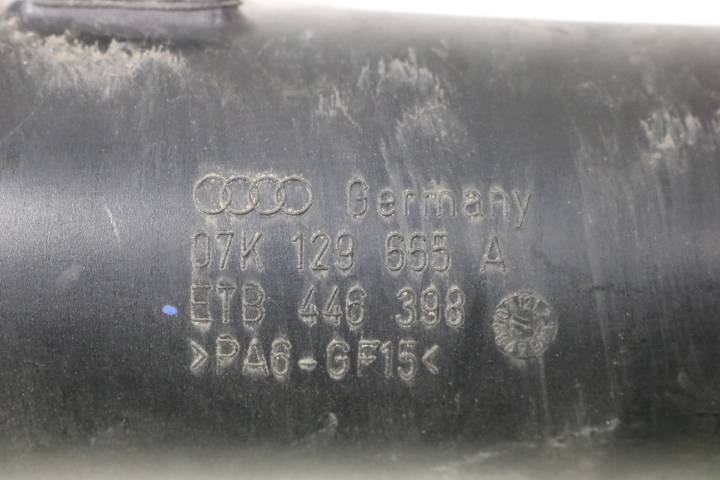 Germany
07K 129 665 A
ETB 446 398
>PA6-GF15<